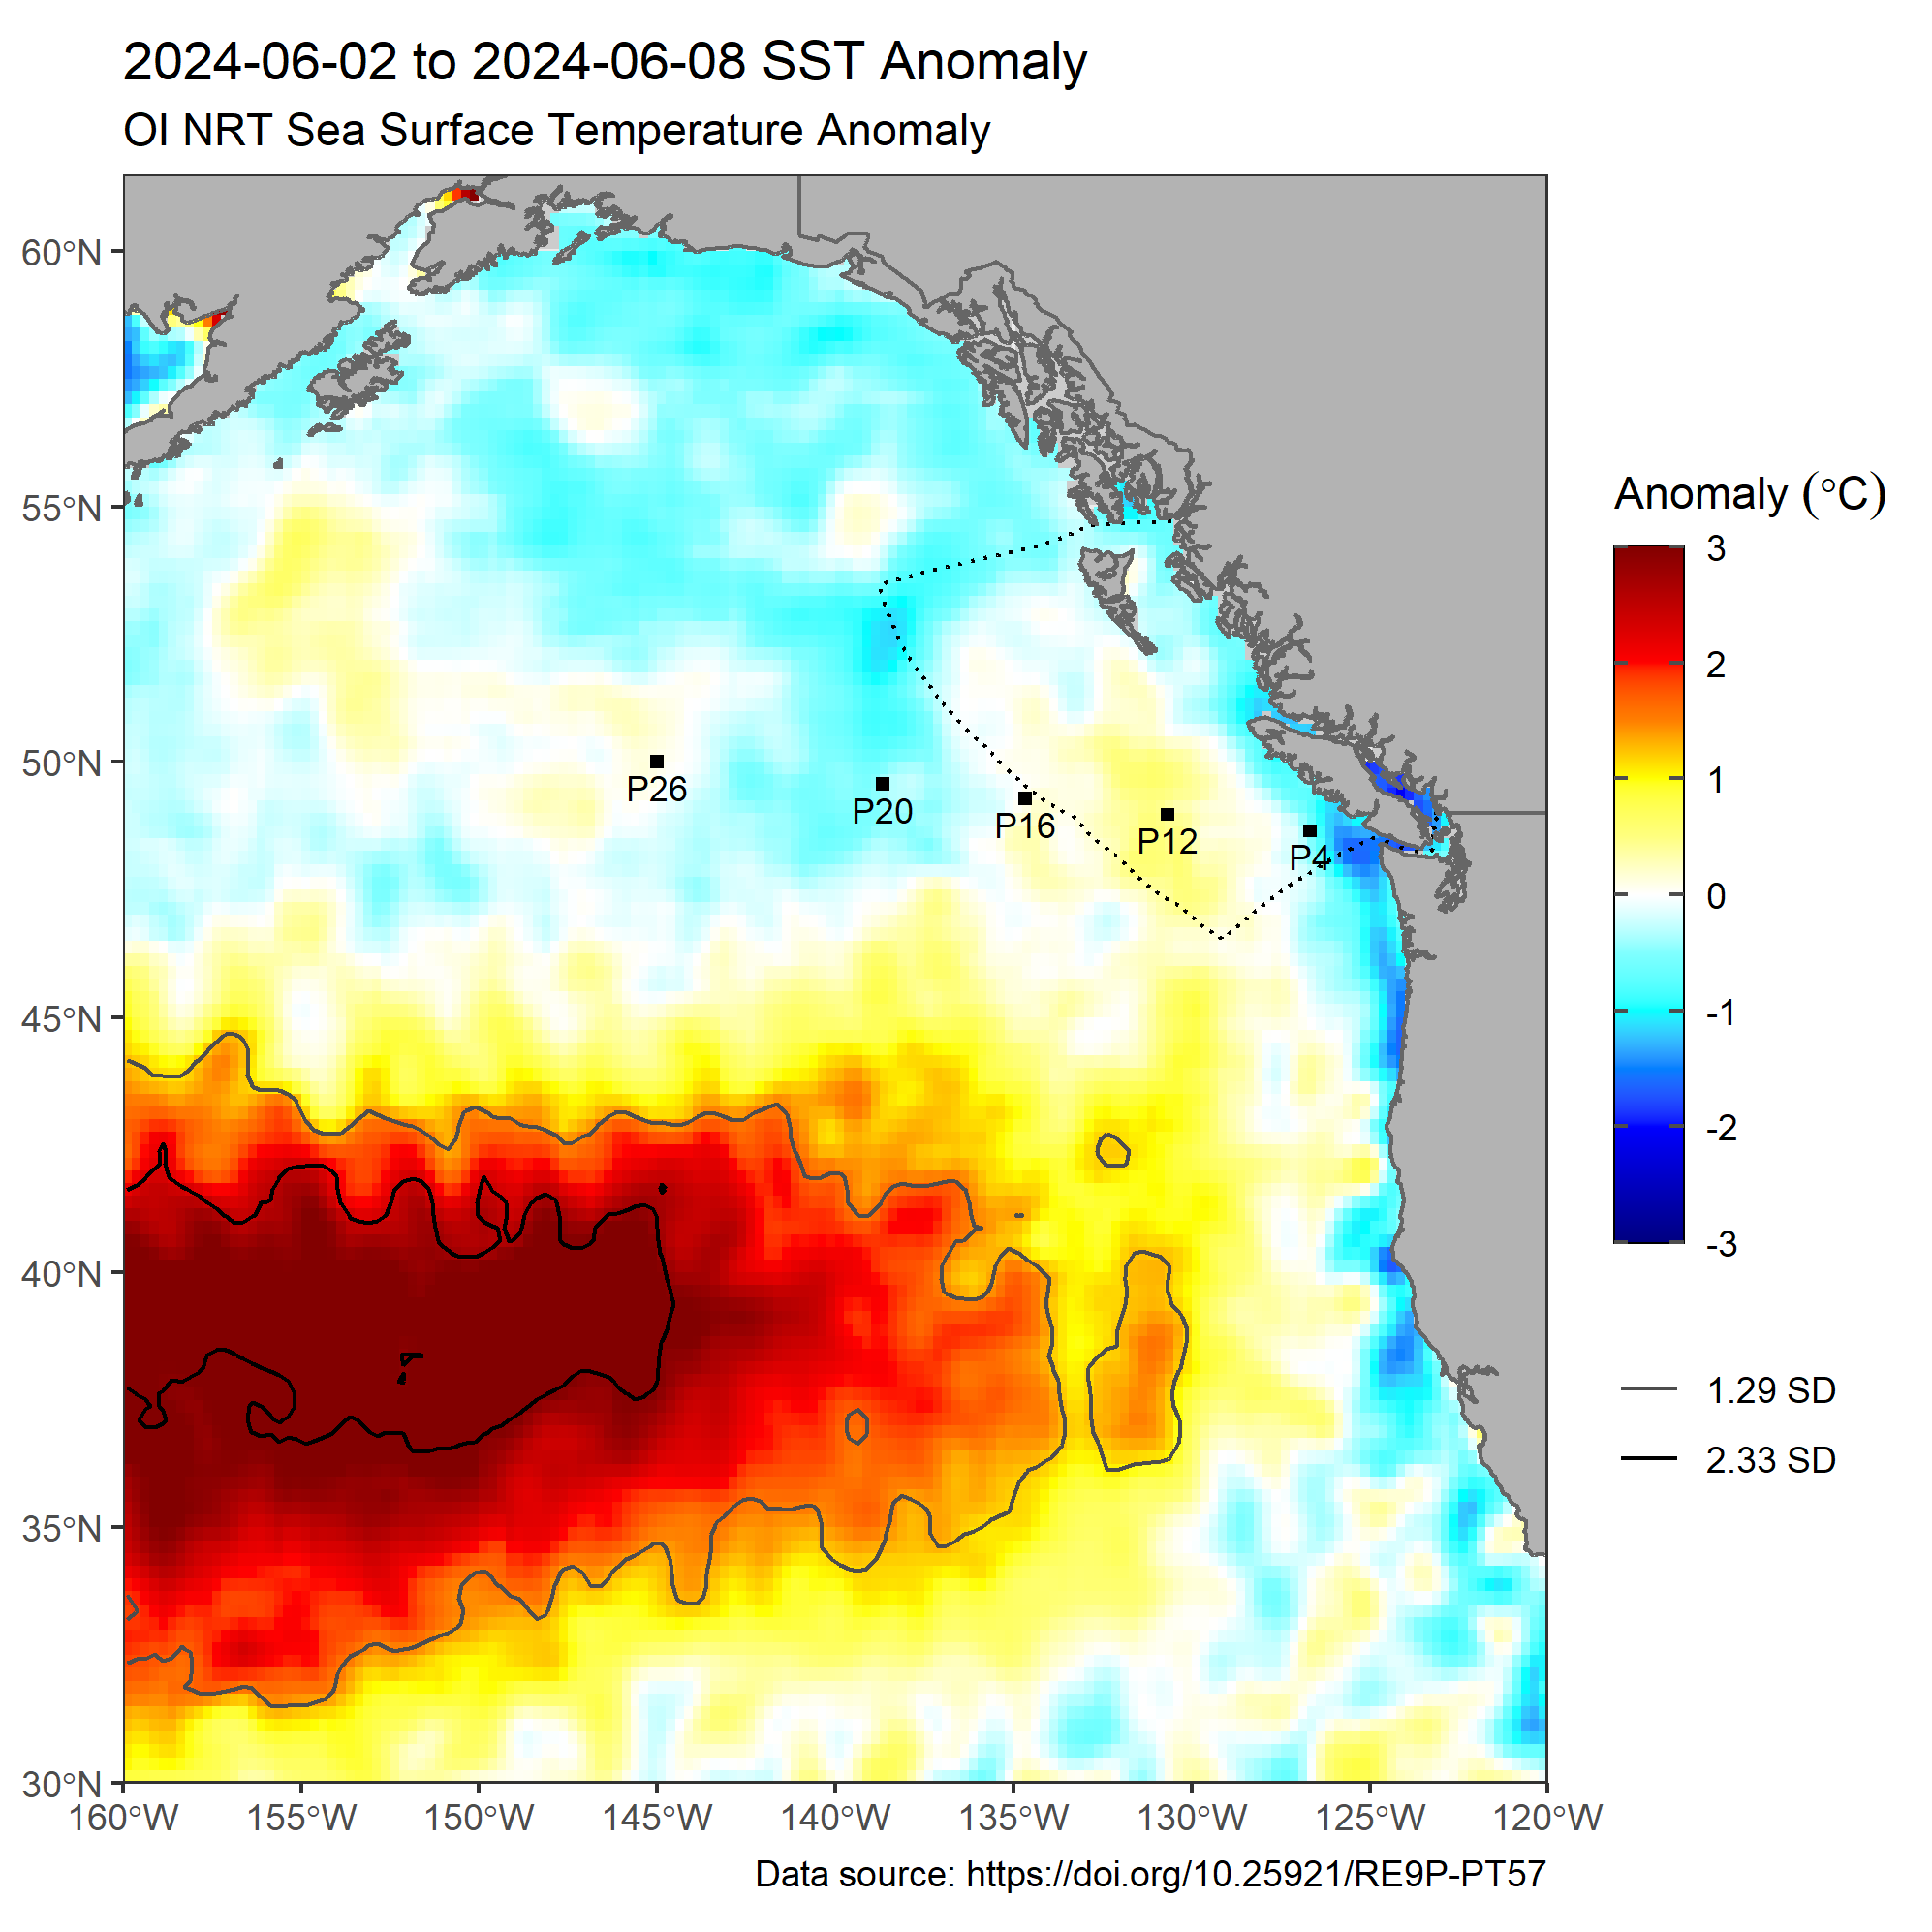 2024-06-02 to 2024-06-08 SST Anomaly
OI NRT Sea Surface Temperature Anomaly
60°N
55°N
50°N
45°N
40°N
35°N
30°N
160°W 155°W 150°W 145°W 140°W 135°W 130°W 125°W 120°W
P26
P20
P16
P12
P4
Anomaly (°C)
3
2
1
0
-1
-2
-3
1.29 SD
2.33 SD
Data source: https://doi.org/10.25921/RE9P-PT57